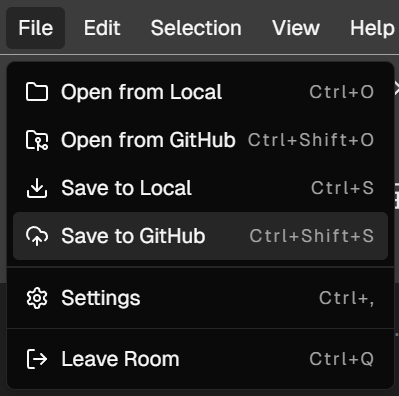 File Edit Selection View Help
Open from Local Ctrl+O
Open from GitHub Ctrl+Shift+O
Save to Local Ctrl+S
Save to GitHub Ctrl+Shift+S
Settings Ctrl+,
Leave Room Ctrl+Q